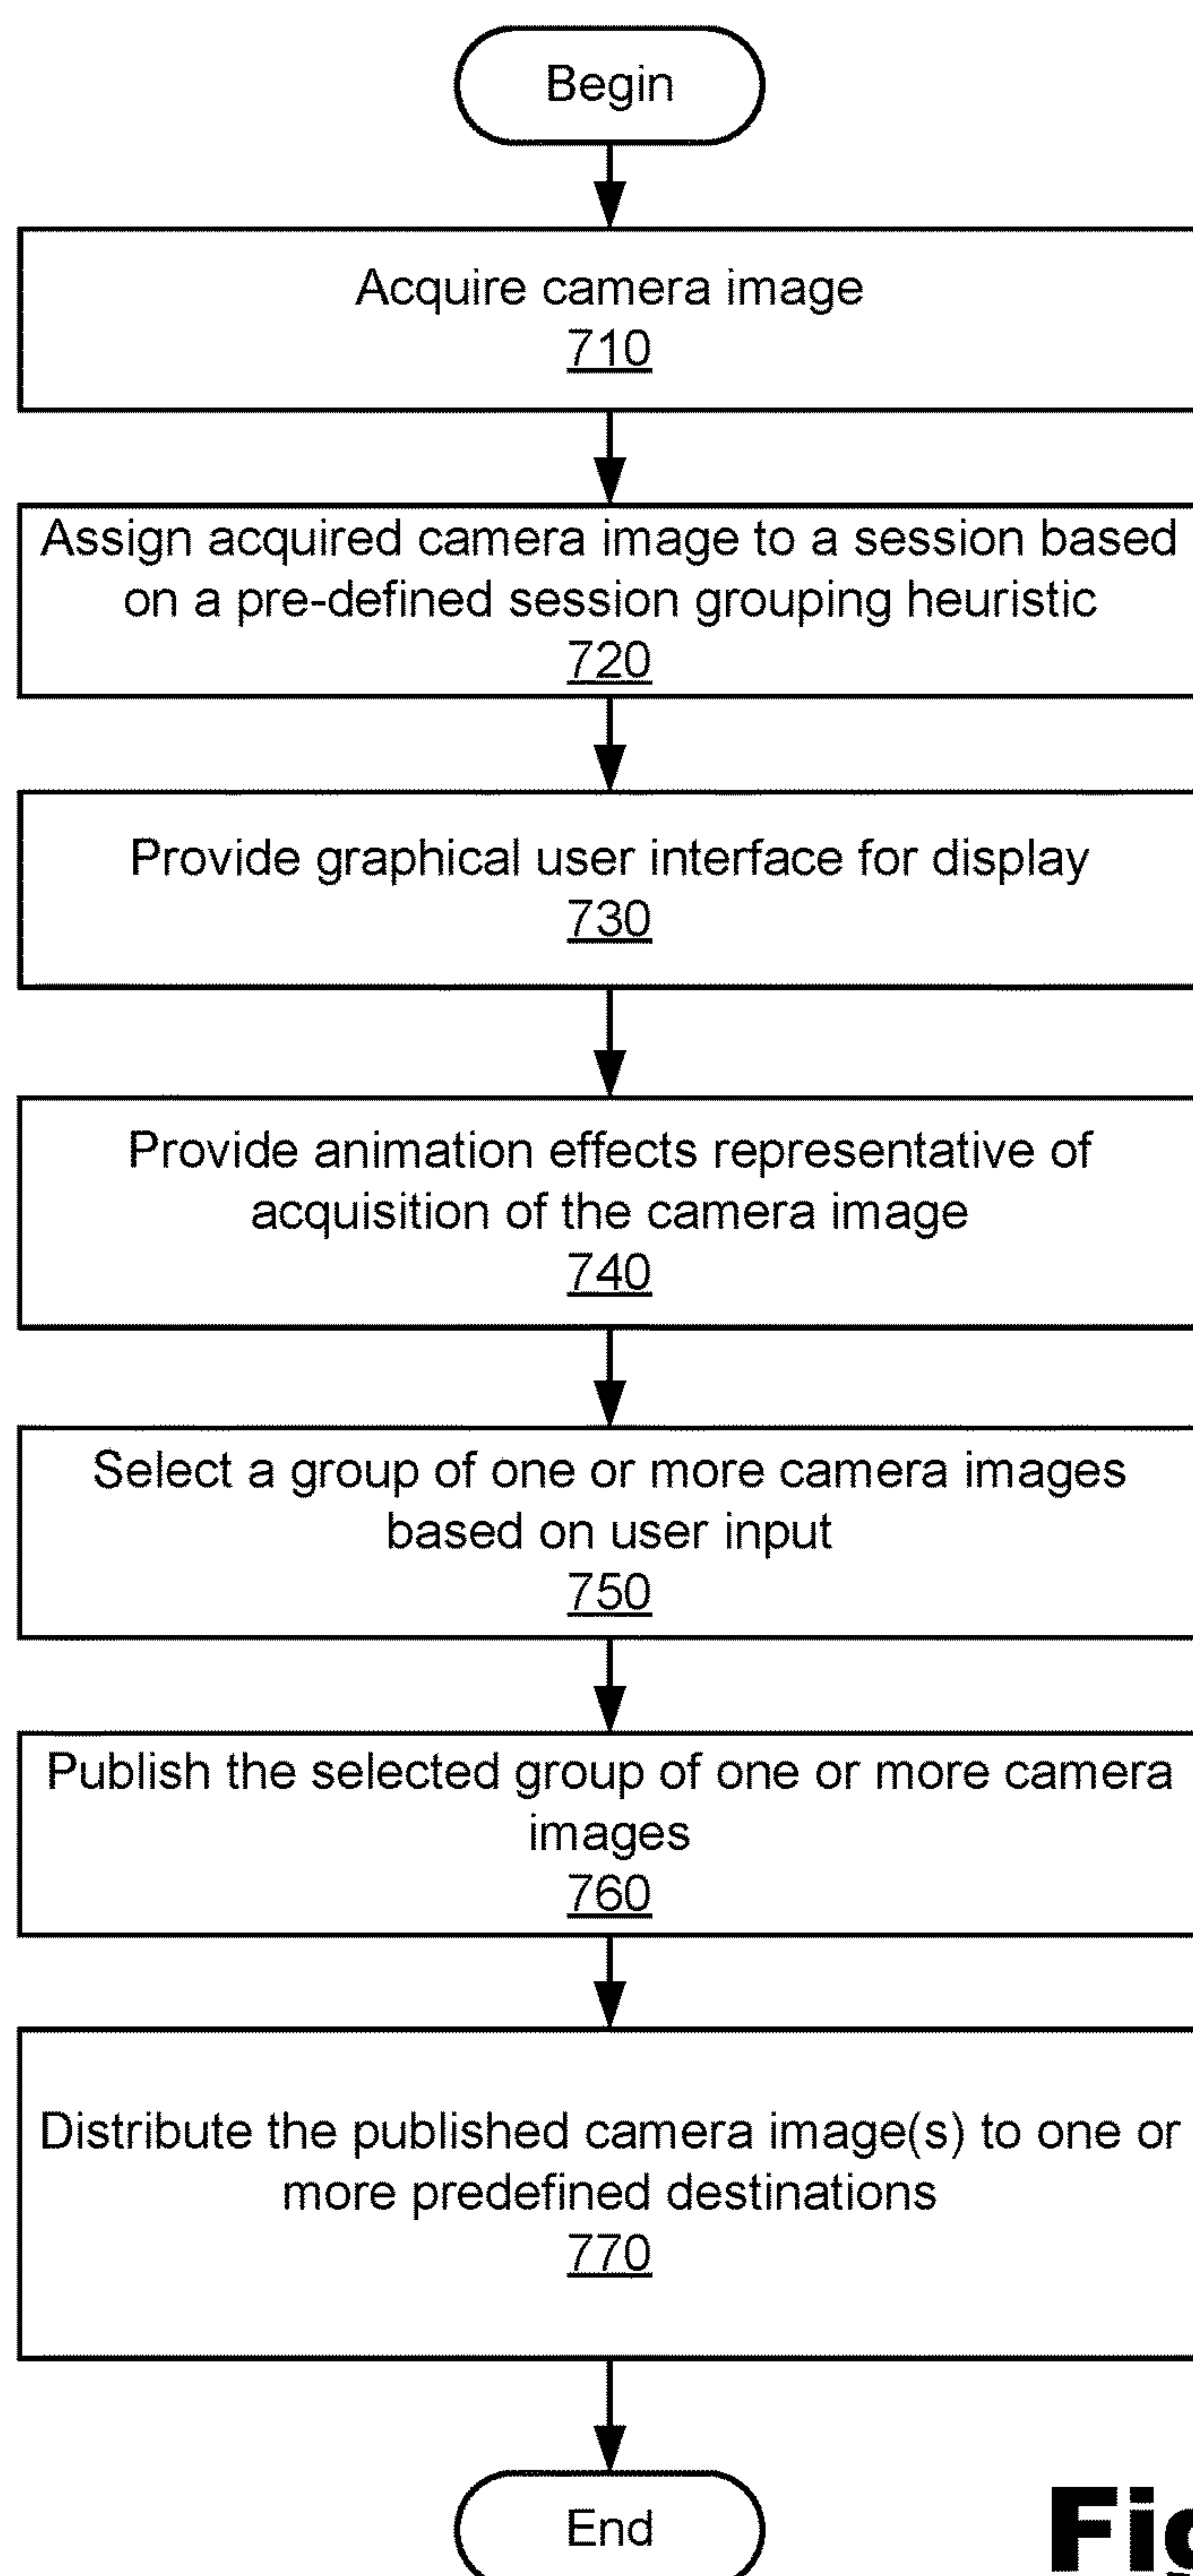 Begin
Acquire camera image
710
Assign acquired camera image to a session based
on a pre-defined session grouping heuristic
720
Provide graphical user interface for display
730
Provide animation effects representative of
acquisition of the camera image
740
Select a group of one or more camera images
based on user input
750
Publish the selected group of one or more camera
images
760
Distribute the published camera image(s) to one or
more predefined destinations
770
End